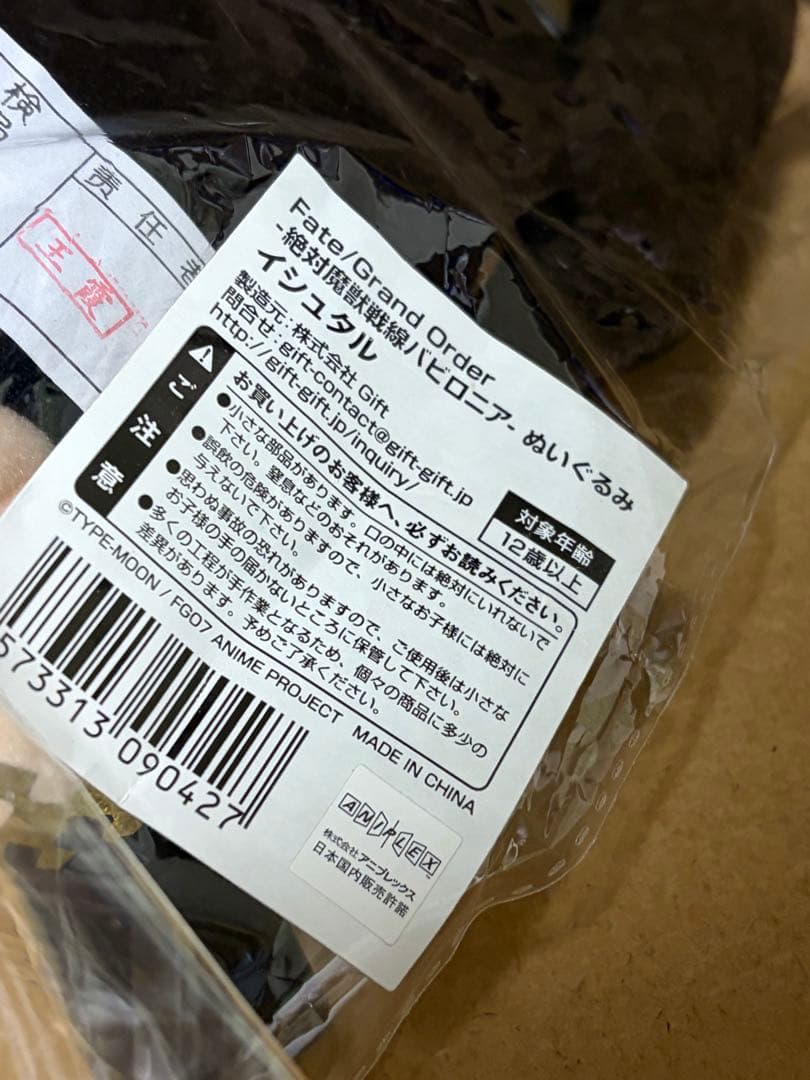 検
責任者
王霞
Fate/Grand Order
-絶対魔獣戦線バビロニア- ぬいぐるみ
イシュタル
製造元:株式会社 Gift
問合せ:gift-contact@gift-gift.jp
http://gift-gift.jp/inquiry/
対象年齢
12歳以上
ご注意
お買い上げのお客様へ、必ずお読みください。
●小さな部品があります。口の中には絶対にいれないで
下さい。窒息などのおそれがあります。
●誤飲の危険がありますので、小さなお子様には絶対に
与えないで下さい。
●思わぬ事故の恐れがありますので、ご使用後は小さな
お子様の手の届かないところに保管して下さい。
●多くの工程が手作業となるため、個々の商品に多少の
差異があります。予めご了承ください。
©TYPE-MOON / FGO7 ANIME PROJECT MADE IN CHINA
573313 090427
ANIPLEX
株式会社アニプレックス
日本国内販売許諾